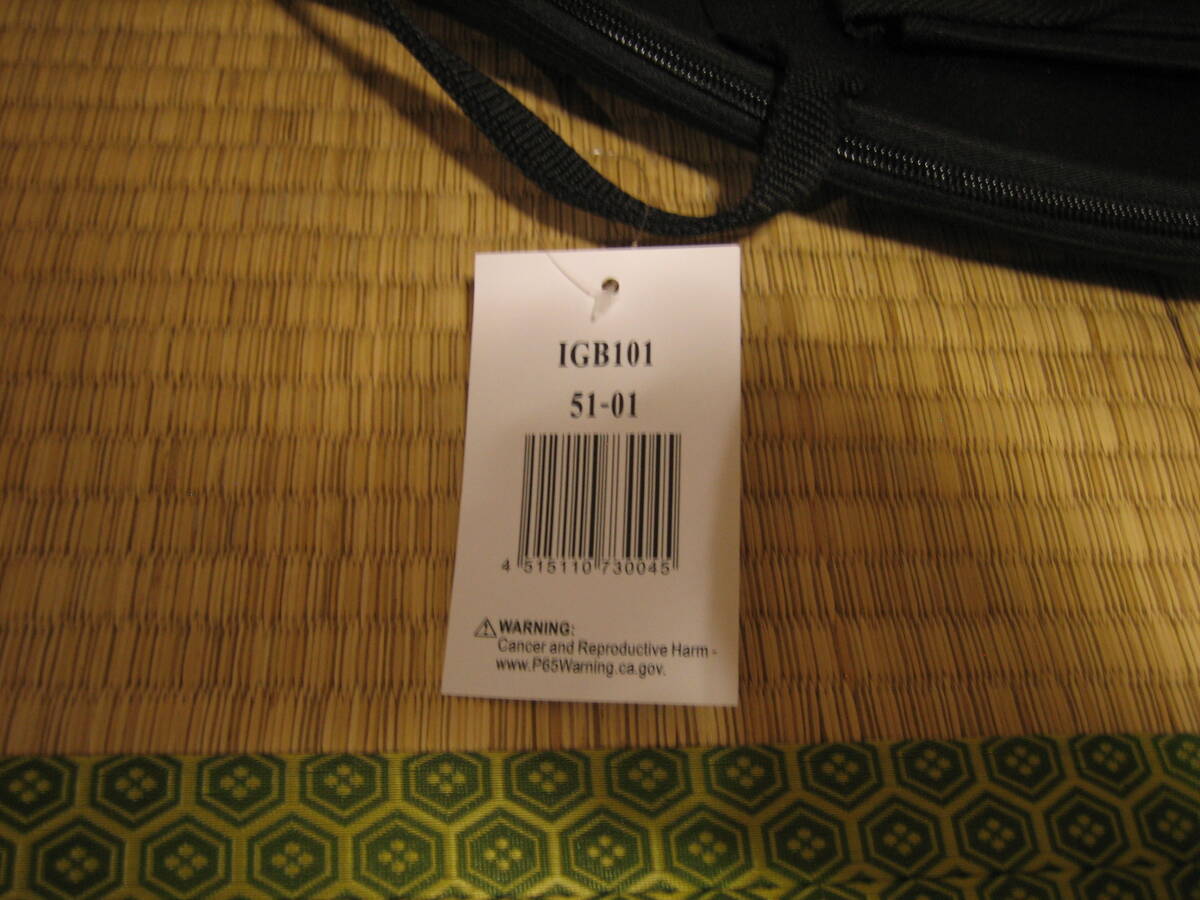 IGB101
51-01
4 515110 730045
⚠ WARNING:
Cancer and Reproductive Harm -
www.P65Warning.ca.gov.